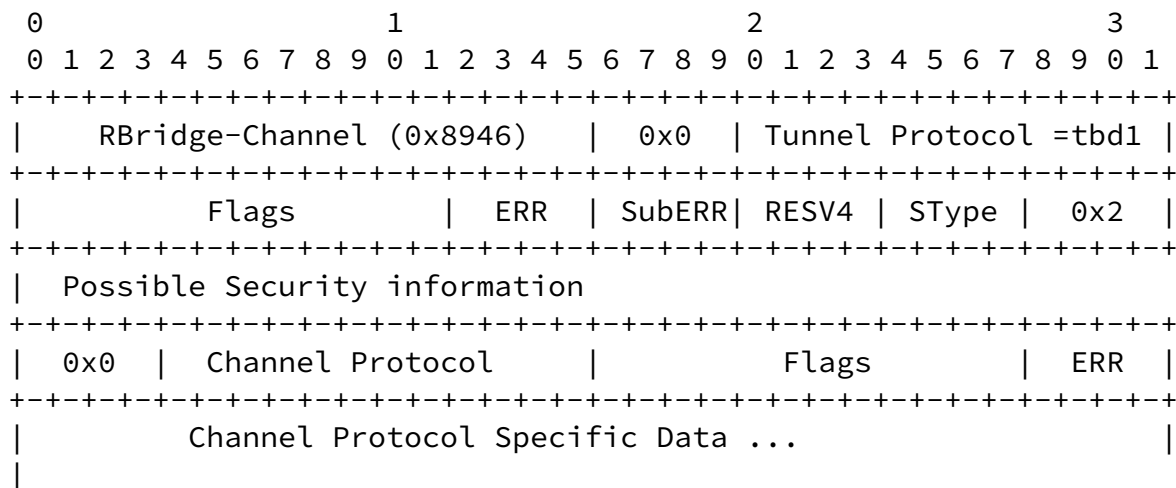 0                   1                   2                   3
 0 1 2 3 4 5 6 7 8 9 0 1 2 3 4 5 6 7 8 9 0 1 2 3 4 5 6 7 8 9 0 1
+-+-+-+-+-+-+-+-+-+-+-+-+-+-+-+-+-+-+-+-+-+-+-+-+-+-+-+-+-+-+-+-+
|    RBridge-Channel (0x8946)   |  0x0  | Tunnel Protocol =tbd1 |
+-+-+-+-+-+-+-+-+-+-+-+-+-+-+-+-+-+-+-+-+-+-+-+-+-+-+-+-+-+-+-+-+
|          Flags        |  ERR  | SubERR| RESV4 | SType |  0x2  |
+-+-+-+-+-+-+-+-+-+-+-+-+-+-+-+-+-+-+-+-+-+-+-+-+-+-+-+-+-+-+-+-+
|  Possible Security information
+-+-+-+-+-+-+-+-+-+-+-+-+-+-+-+-+-+-+-+-+-+-+-+-+-+-+-+-+-+-+-+-+
|  0x0  |  Channel Protocol     |          Flags        |  ERR  |
+-+-+-+-+-+-+-+-+-+-+-+-+-+-+-+-+-+-+-+-+-+-+-+-+-+-+-+-+-+-+-+-+
|         Channel Protocol Specific Data ...                    |
|